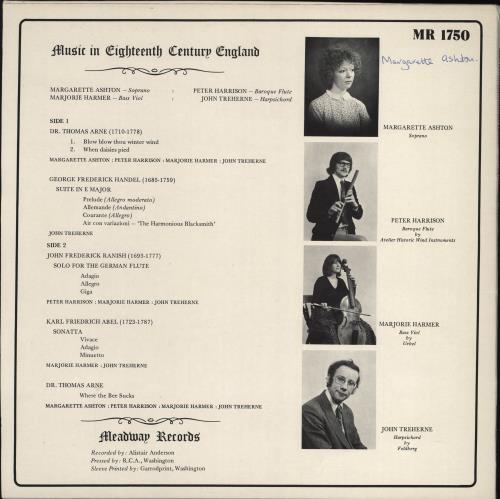 MR 1750
Music in Eighteenth Century England
Margarette Ashton.
MARGARETTE ASHTON – Soprano : PETER HARRISON – Baroque Flute
MARJORIE HARMER – Bass Viol : JOHN TREHERNE – Harpsichord
SIDE 1
DR. THOMAS ARNE (1710-1778)
1. Blow blow thou winter wind
2. When daisies pied
MARGARETTE ASHTON : PETER HARRISON : MARJORIE HARMER : JOHN TREHERNE
GEORGE FREDERICK HANDEL (1685-1759)
SUITE IN E MAJOR
Prelude (Allegro moderato)
Allemande (Andantino)
Courante (Allegro)
Air con variazioni – 'The Harmonious Blacksmith'
JOHN TREHERNE
SIDE 2
JOHN FREDERICK RANISH (1693-1777)
SOLO FOR THE GERMAN FLUTE
Adagio
Allegro
Giga
PETER HARRISON : MARJORIE HARMER : JOHN TREHERNE
KARL FRIEDRICH ABEL (1723-1787)
SONATTA
Vivace
Adagio
Minuetto
MARJORIE HARMER : JOHN TREHERNE
DR. THOMAS ARNE
Where the Bee Sucks
MARGARETTE ASHTON : PETER HARRISON : MARJORIE HARMER : JOHN TREHERNE
Meadway Records
Recorded by: Alistair Anderson
Pressed by: R.C.A., Washington
Sleeve Printed by: Garrodprint, Washington
MARGARETTE ASHTON
Soprano
PETER HARRISON
Baroque Flute
by
Atelier Historic Wind Instruments
MARJORIE HARMER
Bass Viol
by
Uebel
JOHN TREHERNE
Harpsichord
by
Feldberg